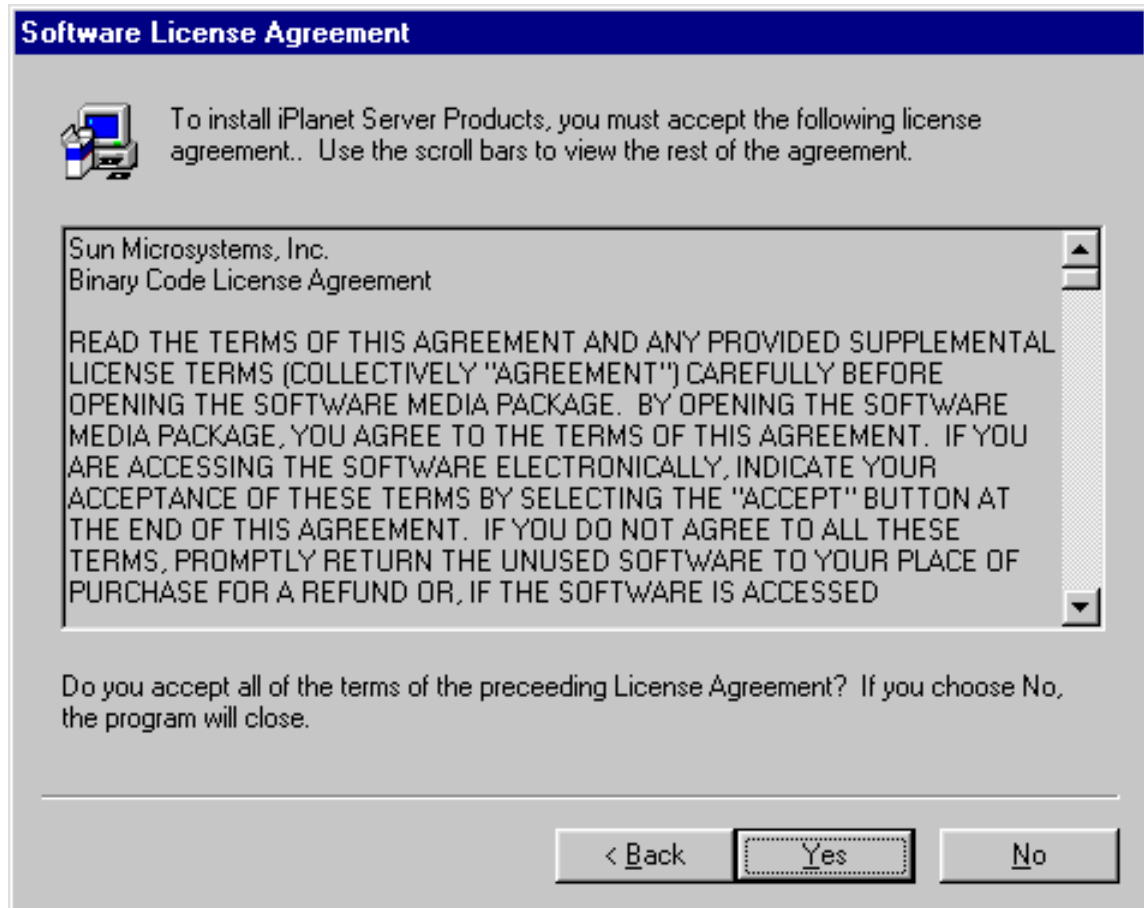 Software License Agreement
To install iPlanet Server Products, you must accept the following license
agreement..  Use the scroll bars to view the rest of the agreement.
Sun Microsystems, Inc.
Binary Code License Agreement
READ THE TERMS OF THIS AGREEMENT AND ANY PROVIDED SUPPLEMENTAL
LICENSE TERMS (COLLECTIVELY "AGREEMENT") CAREFULLY BEFORE
OPENING THE SOFTWARE MEDIA PACKAGE.  BY OPENING THE SOFTWARE
MEDIA PACKAGE, YOU AGREE TO THE TERMS OF THIS AGREEMENT.  IF YOU
ARE ACCESSING THE SOFTWARE ELECTRONICALLY, INDICATE YOUR
ACCEPTANCE OF THESE TERMS BY SELECTING THE "ACCEPT" BUTTON AT
THE END OF THIS AGREEMENT.  IF YOU DO NOT AGREE TO ALL THESE
TERMS, PROMPTLY RETURN THE UNUSED SOFTWARE TO YOUR PLACE OF
PURCHASE FOR A REFUND OR, IF THE SOFTWARE IS ACCESSED
Do you accept all of the terms of the preceeding License Agreement?  If you choose No,
the program will close.
< Back Yes No